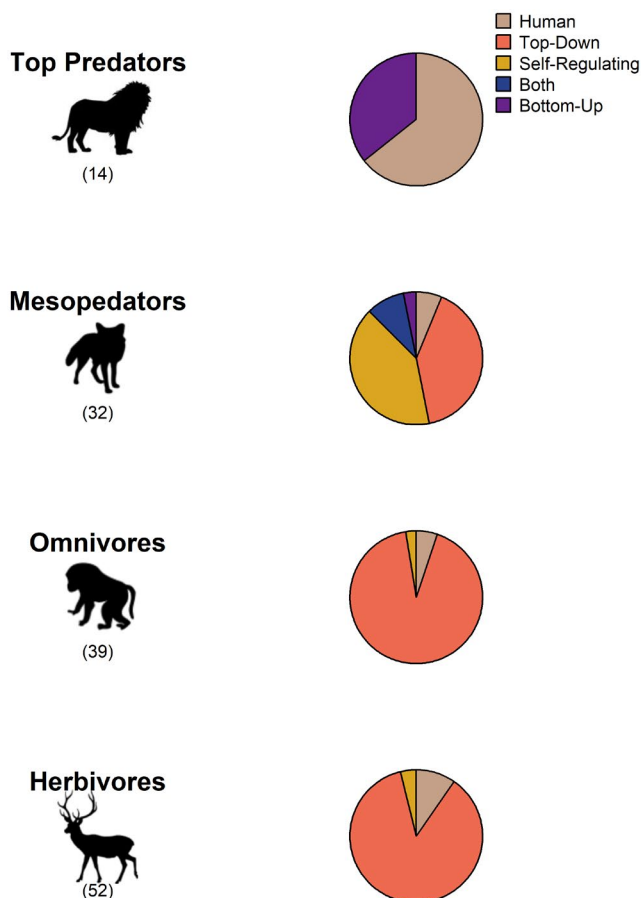 Human
Top-Down
Self-Regulating
Both
Bottom-Up
Top Predators
(14)
Mesopedators
(32)
Omnivores
(39)
Herbivores
(52)